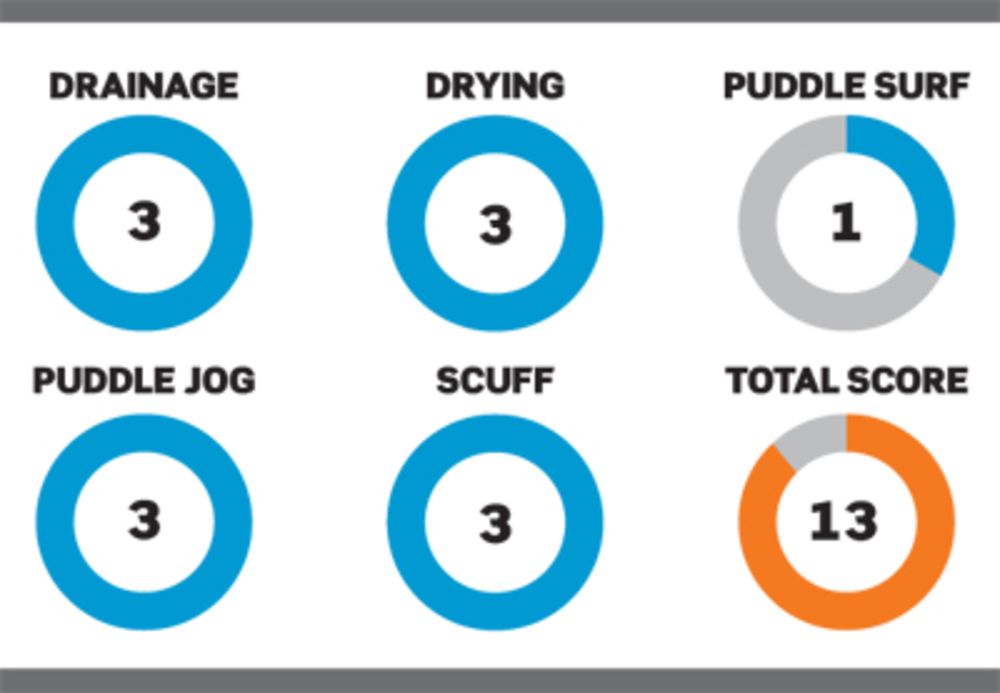 DRAINAGE
DRYING
PUDDLE SURF
3
3
1
PUDDLE JOG
SCUFF
TOTAL SCORE
3
3
13